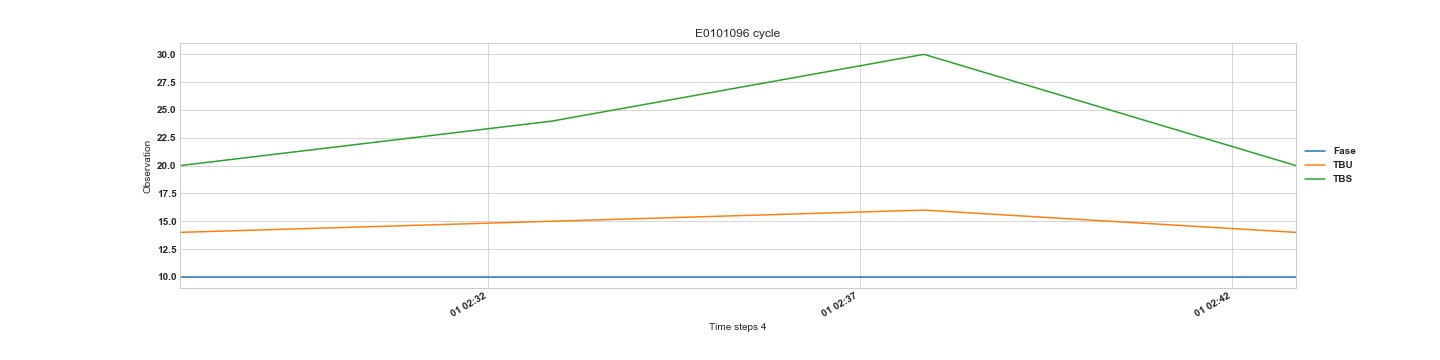 E0101096 cycle
30.0
27.5
25.0
22.5
20.0
17.5
15.0
12.5
10.0
Observation
01 02:32
01 02:37
01 02:42
Time steps 4
Fase
TBU
TBS